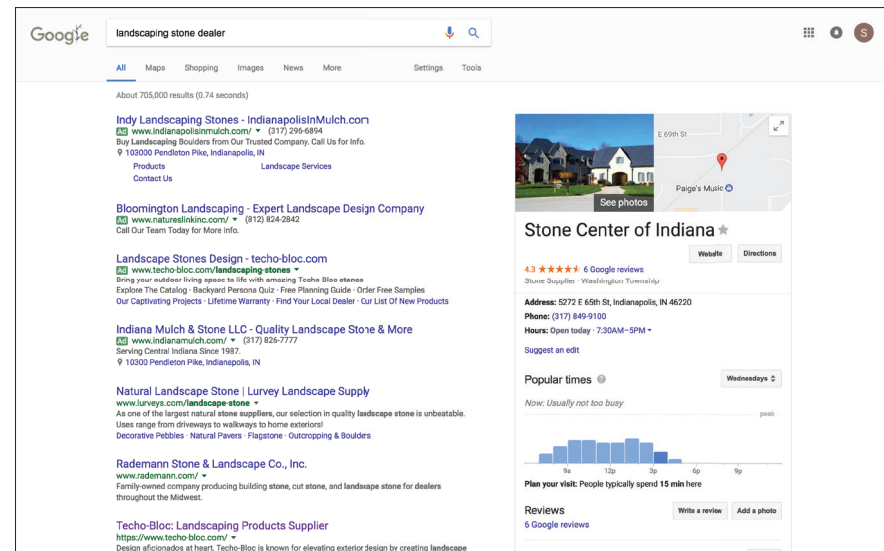 Google
landscaping stone dealer
S
All Maps Shopping Images News More Settings Tools
About 705,000 results (0.74 seconds)
Indy Landscaping Stones - IndianapolisInMulch.com
Ad www.indianapolisinmulch.com/ (317) 296-6894
Buy Landscaping Boulders from Our Trusted Company. Call Us for Info.
103000 Pendleton Pike, Indianapolis, IN
Products Landscape Services
Contact Us
Bloomington Landscaping - Expert Landscape Design Company
Ad www.natureslinkinc.com/ (812) 824-2842
Call Our Team Today for More Info.
Landscape Stones Design - techo-bloc.com
Ad www.techo-bloc.com/landscaping-stones
Bring your outdoor living space to life with amazing Techo Bloc stones
Explore The Catalog · Backyard Persona Quiz · Free Planning Guide · Order Free Samples
Our Captivating Projects · Lifetime Warranty · Find Your Local Dealer · Our List Of New Products
Indiana Mulch & Stone LLC - Quality Landscape Stone & More
Ad www.indianamulch.com/ (317) 826-7777
Serving Central Indiana Since 1987.
10300 Pendleton Pike, Indianapolis, IN
Natural Landscape Stone | Lurvey Landscape Supply
www.lurveys.com/landscape-stone
As one of the largest natural stone suppliers, our selection in quality landscape stone is unbeatable.
Uses range from driveways to walkways to home exteriors!
Decorative Pebbles · Natural Pavers · Flagstone · Outcropping & Boulders
Rademann Stone & Landscape Co., Inc.
www.rademann.com/
Family-owned company producing building stone, cut stone, and landscape stone for dealers
throughout the Midwest.
Techo-Bloc: Landscaping Products Supplier
https://www.techo-bloc.com/
Design aficionados at heart, Techo-Bloc is known for elevating exterior design by creating landscape
E 69th St
Paige's Music
See photos
Stone Center of Indiana
Website Directions
4.3 6 Google reviews
Stone Supplier · Washington Township
Address: 5272 E 65th St, Indianapolis, IN 46220
Phone: (317) 849-9100
Hours: Open today · 7:30AM–5PM
Suggest an edit
Popular times Wednesdays
Now: Usually not too busy
peak
9a 12p 3p 6p 9p
Plan your visit: People typically spend 15 min here
Reviews Write a review Add a photo
6 Google reviews